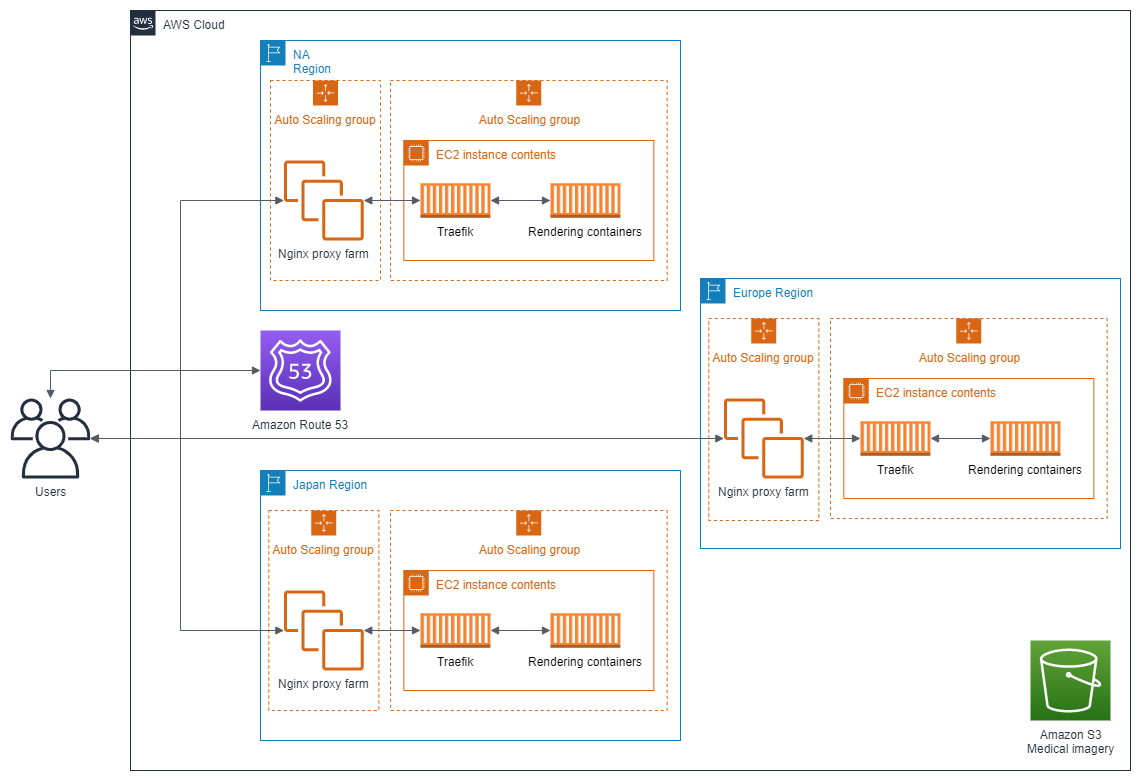 aws
AWS Cloud
NA
Region
Auto Scaling group
Auto Scaling group
EC2 instance contents
Traefik
Rendering containers
Nginx proxy farm
Europe Region
Auto Scaling group
Auto Scaling group
EC2 instance contents
Traefik
Rendering containers
Nginx proxy farm
53
Amazon Route 53
Users
Japan Region
Auto Scaling group
Auto Scaling group
EC2 instance contents
Traefik
Rendering containers
Nginx proxy farm
Amazon S3
Medical imagery